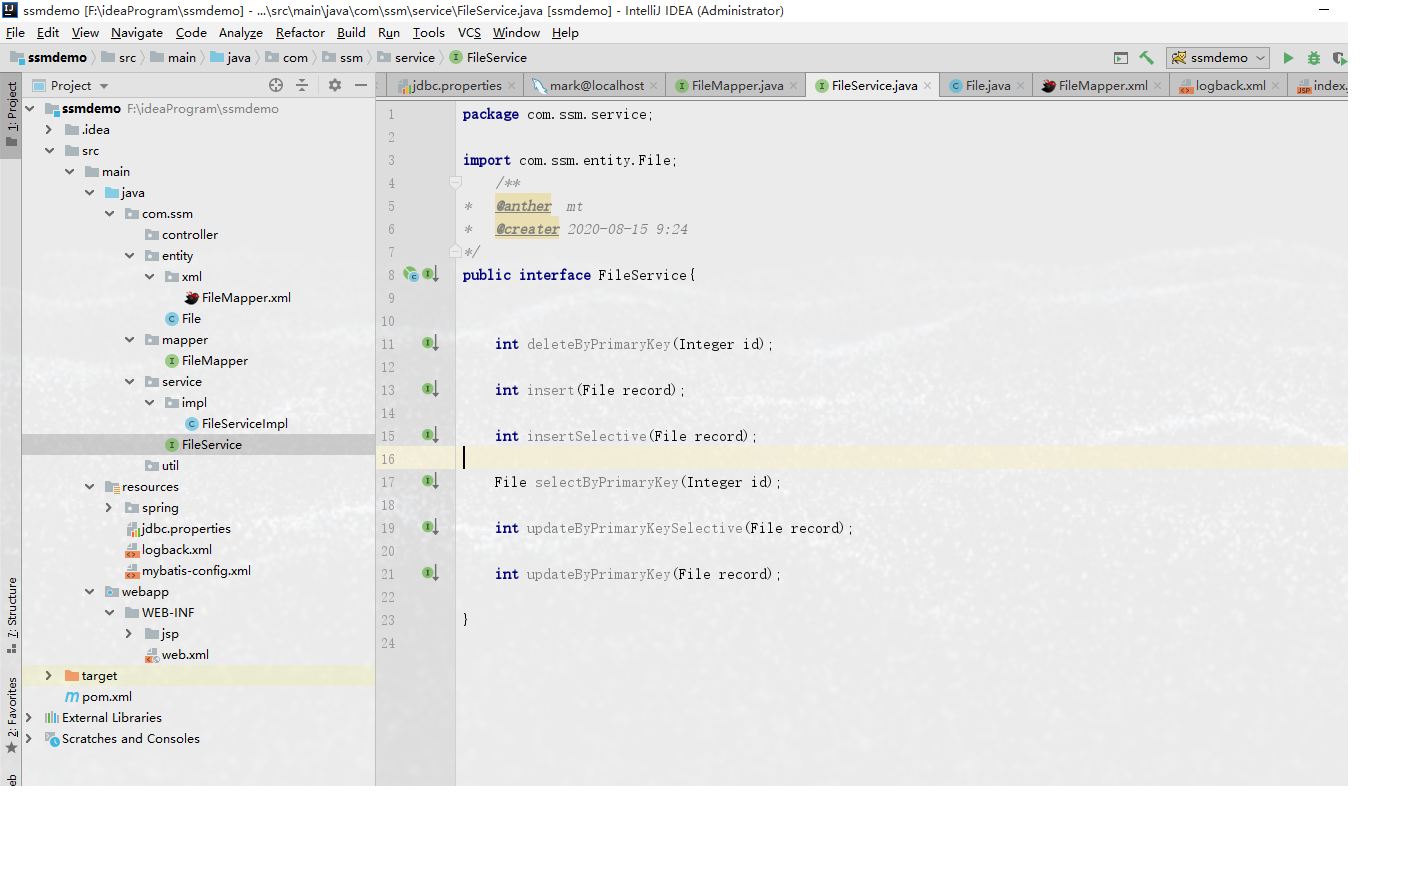 ssmdemo [F:\ideaProgram\ssmdemo] - ...\src\main\java\com\ssm\service\FileService.java [ssmdemo] - IntelliJ IDEA (Administrator)
File Edit View Navigate Code Analyze Refactor Build Run Tools VCS Window Help
ssmdemo src main java com ssm service FileService ssmdemo
Project jdbc.properties mark@localhost FileMapper.java FileService.java File.java FileMapper.xml logback.xml index.
1: Project
7: Structure
2: Favorites
eb
ssmdemo F:\ideaProgram\ssmdemo
.idea
src
main
java
com.ssm
controller
entity
xml
FileMapper.xml
File
mapper
FileMapper
service
impl
FileServiceImpl
FileService
util
resources
spring
jdbc.properties
logback.xml
mybatis-config.xml
webapp
WEB-INF
jsp
web.xml
target
pom.xml
External Libraries
Scratches and Consoles
1 package com.ssm.service;
2
3 import com.ssm.entity.File;
4 /**
5 * @anther mt
6 * @creater 2020-08-15 9:24
7 */
8 public interface FileService{
9
10
11 int deleteByPrimaryKey(Integer id);
12
13 int insert(File record);
14
15 int insertSelective(File record);
16
17 File selectByPrimaryKey(Integer id);
18
19 int updateByPrimaryKeySelective(File record);
20
21 int updateByPrimaryKey(File record);
22
23 }
24